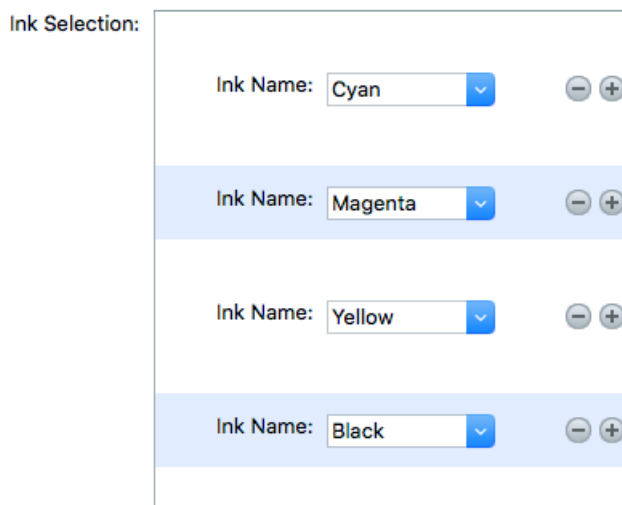 Ink Selection:
Ink Name: Cyan
Ink Name: Magenta
Ink Name: Yellow
Ink Name: Black